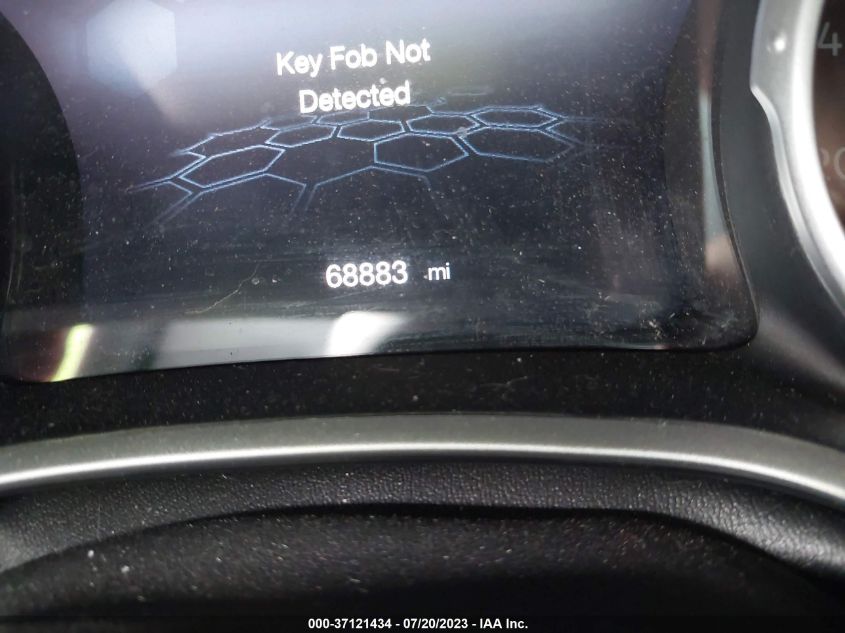 Key Fob Not
Detected
68883 mi
000-37121434 / 07/20/2023 - IAA Inc.